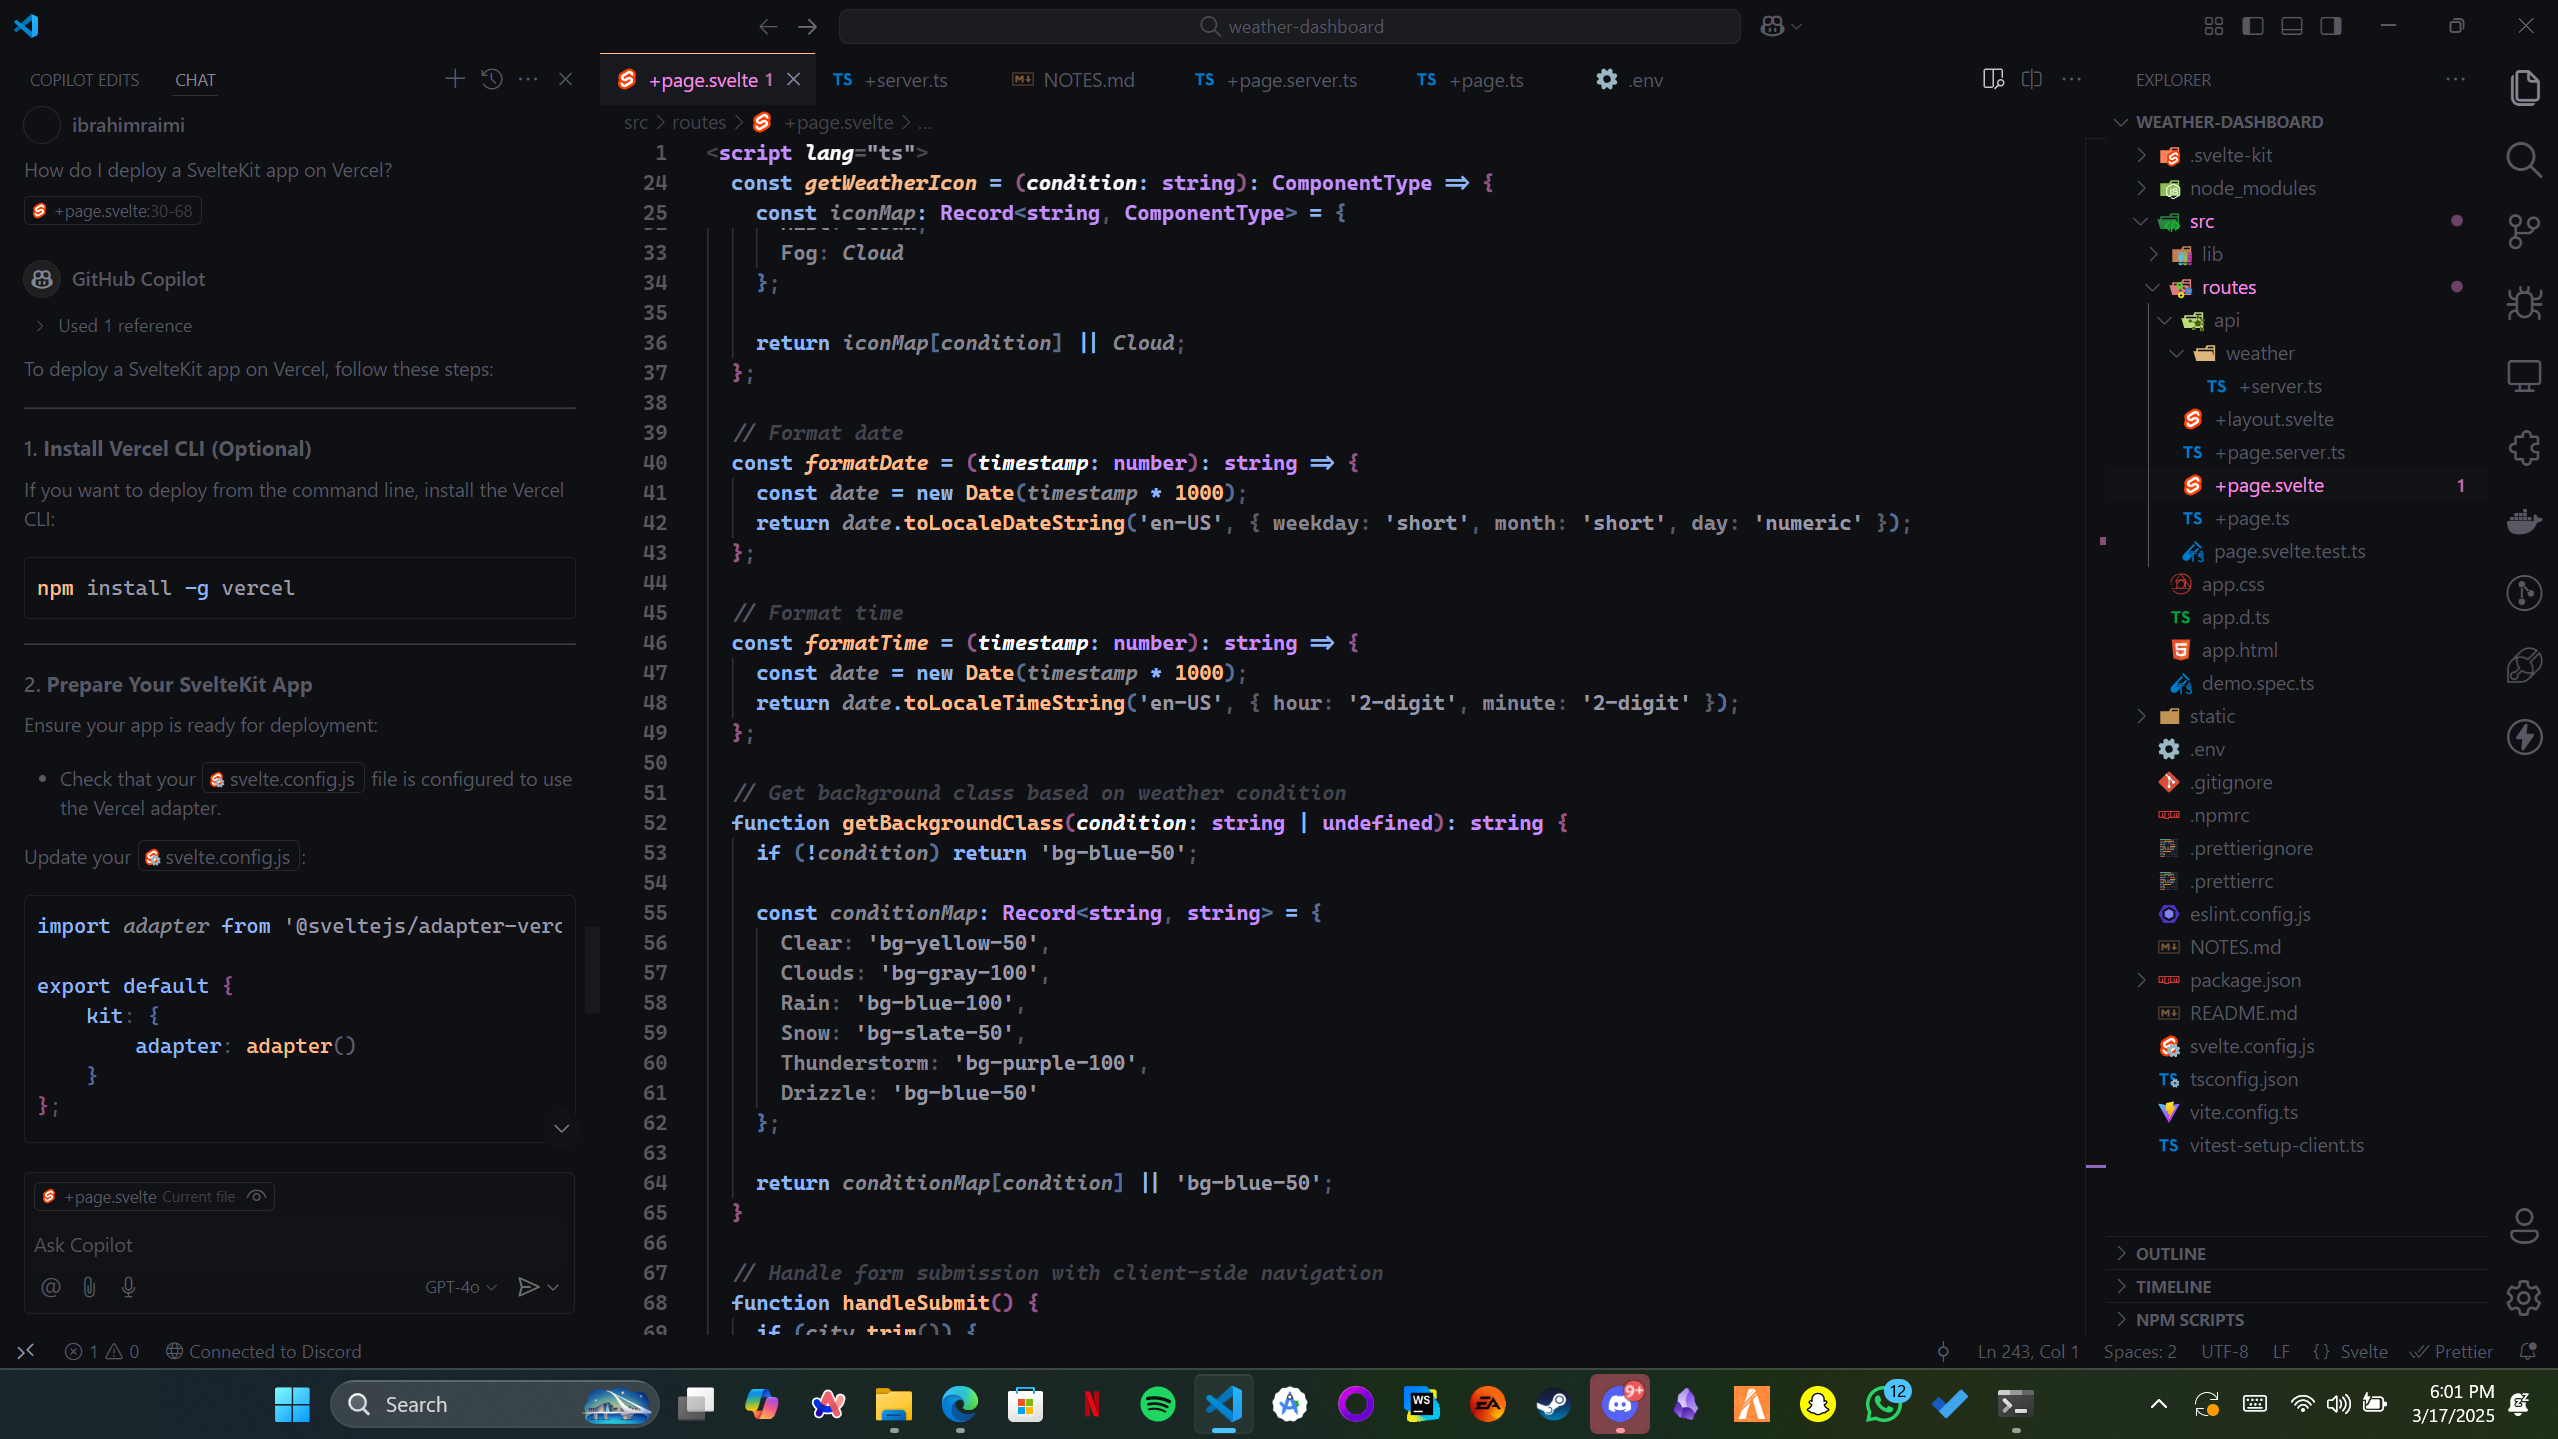 weather-dashboard
COPILOT EDITS
CHAT
ibrahimraimi
How do I deploy a SvelteKit app on Vercel?
+page.svelte:30-68
GitHub Copilot
Used 1 reference
To deploy a SvelteKit app on Vercel, follow these steps:
1. Install Vercel CLI (Optional)
If you want to deploy from the command line, install the Vercel
CLI:
npm install -g vercel
2. Prepare Your SvelteKit App
Ensure your app is ready for deployment:
• Check that your svelte.config.js file is configured to use
the Vercel adapter.
Update your svelte.config.js :
import adapter from '@sveltejs/adapter-verc
export default {
kit: {
adapter: adapter()
}
};
+page.svelte Current file
Ask Copilot
GPT-4o
+page.svelte 1
TS +server.ts
NOTES.md
TS +page.server.ts
TS +page.ts
.env
src > routes > +page.svelte > ...
1 <script lang="ts">
24 const getWeatherIcon = (condition: string): ComponentType => {
25 const iconMap: Record<string, ComponentType> = {
33 Fog: Cloud
34 };
35
36 return iconMap[condition] || Cloud;
37 };
38
39 // Format date
40 const formatDate = (timestamp: number): string => {
41 const date = new Date(timestamp * 1000);
42 return date.toLocaleDateString('en-US', { weekday: 'short', month: 'short', day: 'numeric' });
43 };
44
45 // Format time
46 const formatTime = (timestamp: number): string => {
47 const date = new Date(timestamp * 1000);
48 return date.toLocaleTimeString('en-US', { hour: '2-digit', minute: '2-digit' });
49 };
50
51 // Get background class based on weather condition
52 function getBackgroundClass(condition: string | undefined): string {
53 if (!condition) return 'bg-blue-50';
54
55 const conditionMap: Record<string, string> = {
56 Clear: 'bg-yellow-50',
57 Clouds: 'bg-gray-100',
58 Rain: 'bg-blue-100',
59 Snow: 'bg-slate-50',
60 Thunderstorm: 'bg-purple-100',
61 Drizzle: 'bg-blue-50'
62 };
63
64 return conditionMap[condition] || 'bg-blue-50';
65 }
66
67 // Handle form submission with client-side navigation
68 function handleSubmit() {
69 if (city.trim()) {
EXPLORER
WEATHER-DASHBOARD
.svelte-kit
node_modules
src
lib
routes
api
weather
TS +server.ts
+layout.svelte
TS +page.server.ts
+page.svelte 1
TS +page.ts
page.svelte.test.ts
app.css
TS app.d.ts
app.html
demo.spec.ts
static
.env
.gitignore
.npmrc
.prettierignore
.prettierrc
eslint.config.js
NOTES.md
package.json
README.md
svelte.config.js
tsconfig.json
vite.config.ts
TS vitest-setup-client.ts
OUTLINE
TIMELINE
NPM SCRIPTS
1 0 Connected to Discord
Ln 243, Col 1 Spaces: 2 UTF-8 LF {} Svelte Prettier
Search
WS
EA
9+
12
6:01 PM
3/17/2025